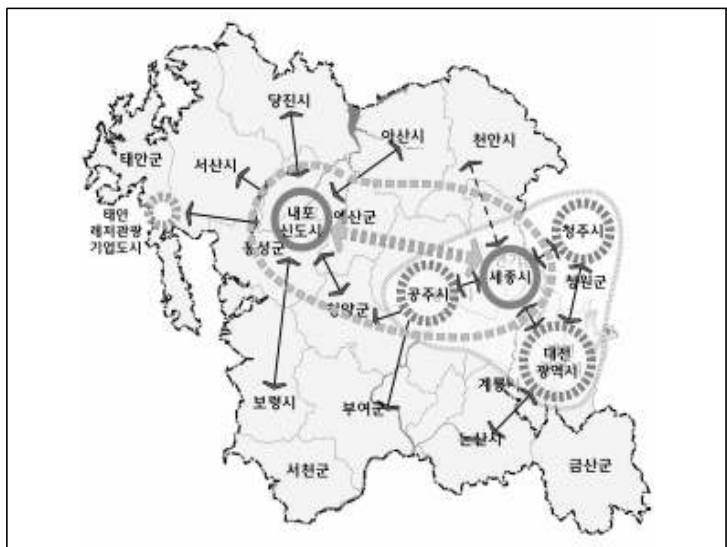 당진시
아산시
천안시
태안군
서산시
태안
레저관광
기업도시
내포
신도시
예산군
홍성군
청주시
세종시
청원군
공주시
청양군
대전
광역시
계룡
보령시
부여군
논산시
서천군
금산군